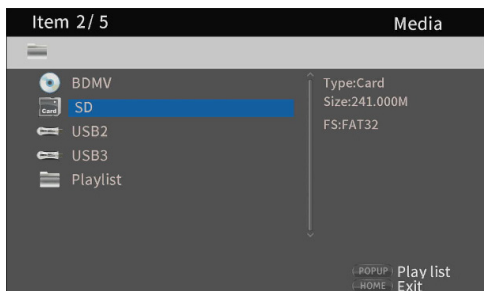 Item 2/ 5
Media
BDMV
Card
SD
USB2
USB3
Playlist
Type:Card
Size:241.000M
FS:FAT32
POPUP Play list
HOME Exit